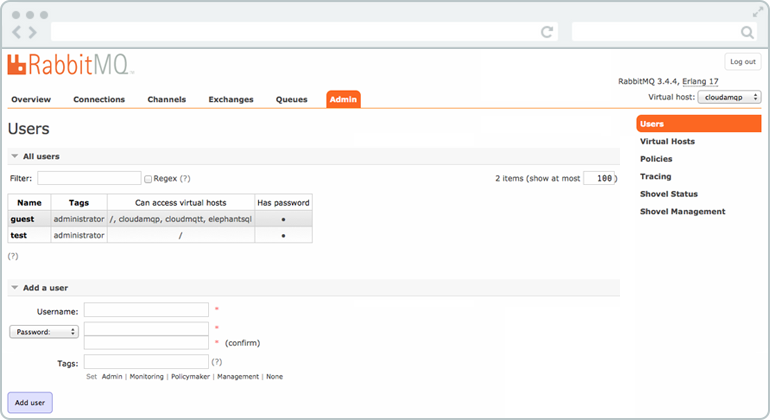 RabbitMQ
Log out
RabbitMQ 3.4.4, Erlang 17
Virtual host: cloudamqp
Overview Connections Channels Exchanges Queues Admin
Users
Users
Virtual Hosts
Policies
Tracing
Shovel Status
Shovel Management
All users
Filter: Regex (?) 2 items (show at most 100)
Name Tags Can access virtual hosts Has password
guest administrator /, cloudamqp, cloudmqtt, elephantsql •
test administrator / •
(?)
Add a user
Username: *
Password: *
* (confirm)
Tags: (?)
Set Admin | Monitoring | Policymaker | Management | None
Add user